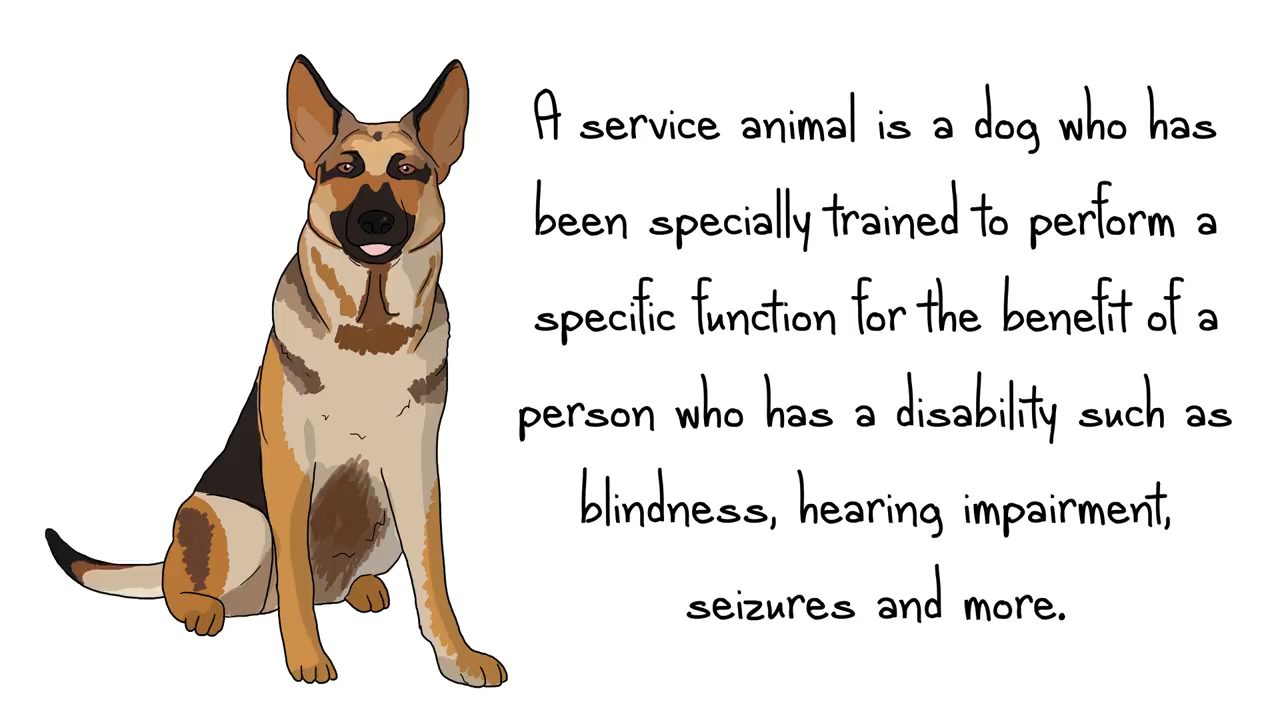 A service animal is a dog who has
been specially trained to perform a
specific function for the benefit of a
person who has a disability such as
blindness, hearing impairment,
seizures and more.